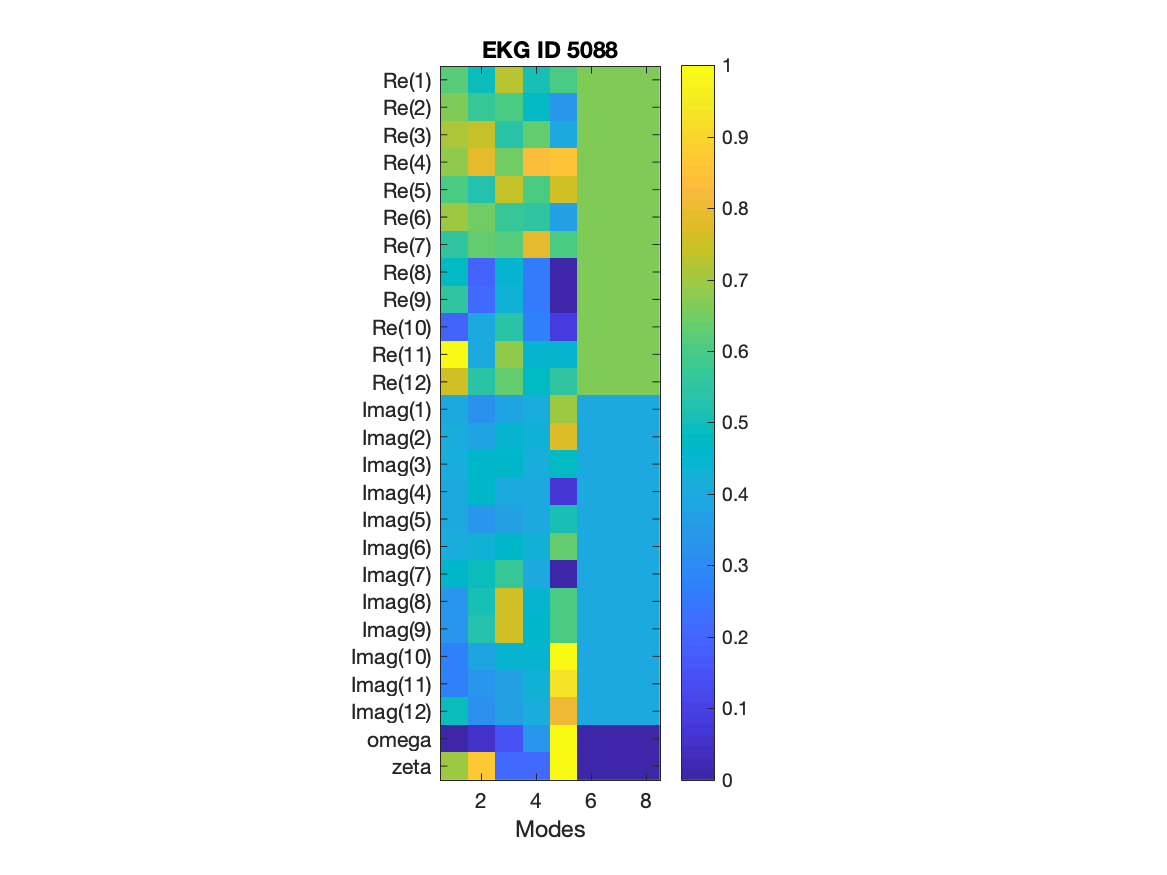 EKG ID 5088
Re(1)
Re(2)
Re(3)
Re(4)
Re(5)
Re(6)
Re(7)
Re(8)
Re(9)
Re(10)
Re(11)
Re(12)
Imag(1)
Imag(2)
Imag(3)
Imag(4)
Imag(5)
Imag(6)
Imag(7)
Imag(8)
Imag(9)
Imag(10)
Imag(11)
Imag(12)
omega
zeta
2 4 6 8
Modes
1
0.9
0.8
0.7
0.6
0.5
0.4
0.3
0.2
0.1
0